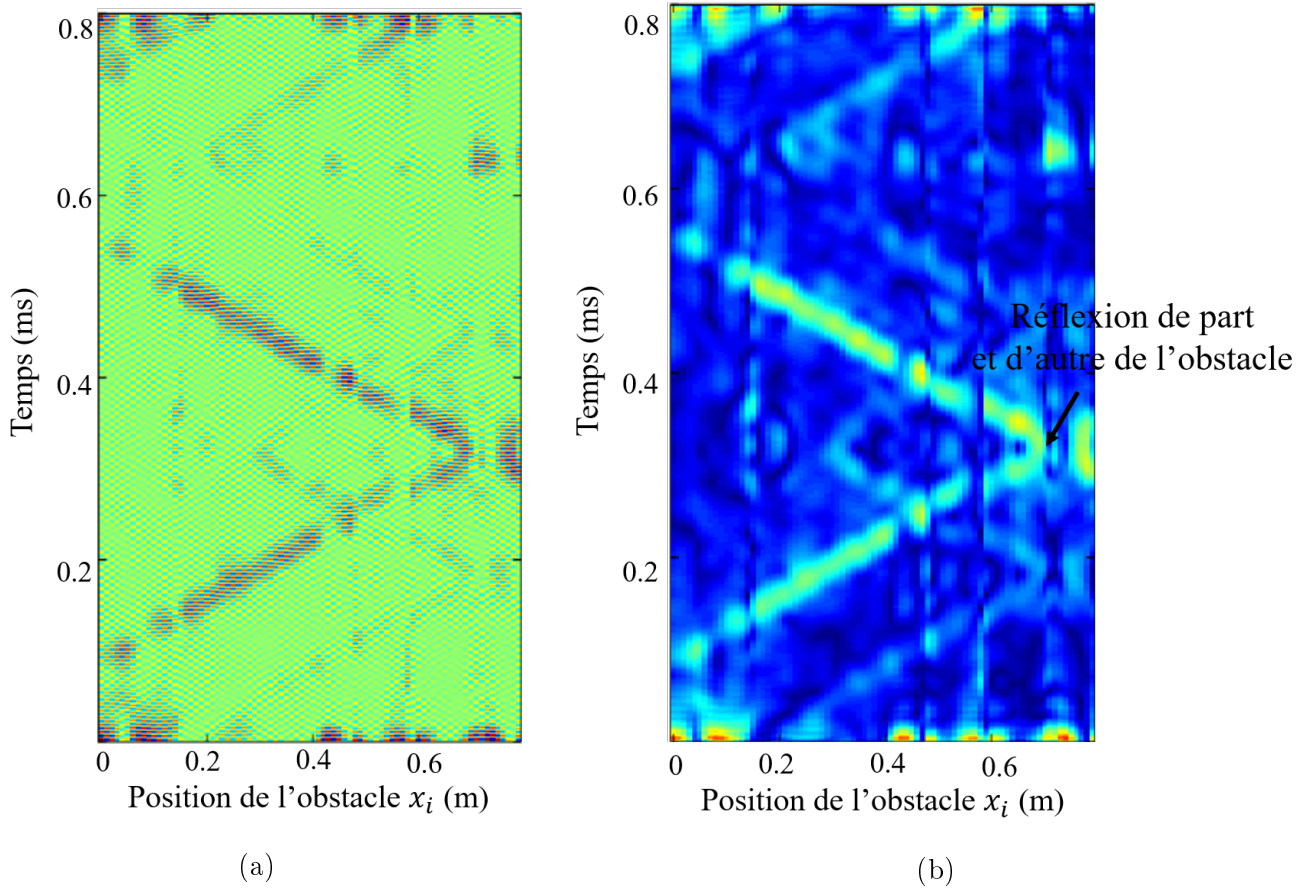 0.8
0.6
0.4
0.2
Temps (ms)
0
0.2
0.4
0.6
Position de l'obstacle 𝑥𝑖 (m)
(a)
0.8
0.6
0.4
0.2
Temps (ms)
Réflexion de part
et d'autre de l'obstacle
0
0.2
0.4
0.6
Position de l'obstacle 𝑥𝑖 (m)
(b)